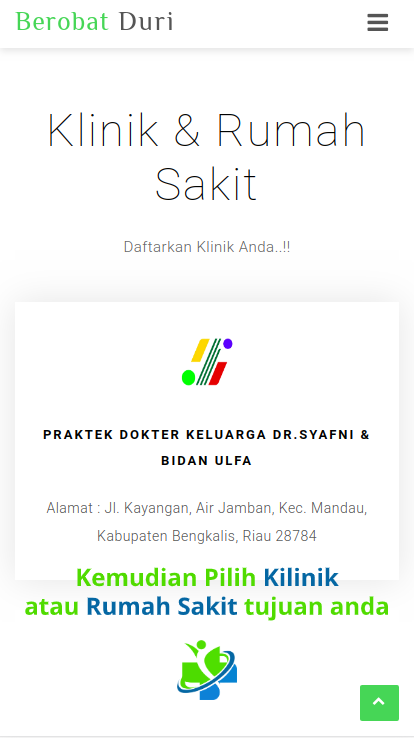 Berobat Duri
Klinik & Rumah
Sakit
Daftarkan Klinik Anda..!!
PRAKTEK DOKTER KELUARGA DR.SYAFNI &
BIDAN ULFA
Alamat : Jl. Kayangan, Air Jamban, Kec. Mandau,
Kabupaten Bengkalis, Riau 28784
Kemudian Pilih Kilinik
atau Rumah Sakit tujuan anda